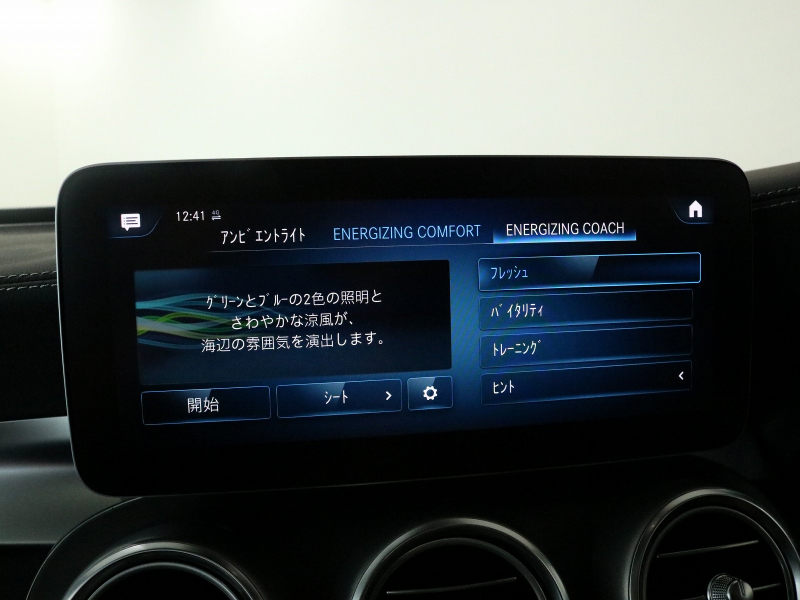 12:41 4G
アンビエントライト ENERGIZING COMFORT ENERGIZING COACH
グリーンとブルーの2色の照明と
さわやかな涼風が、
海辺の雰囲気を演出します。
開始 シート
フレッシュ
バイタリティ
トレーニング
ヒント